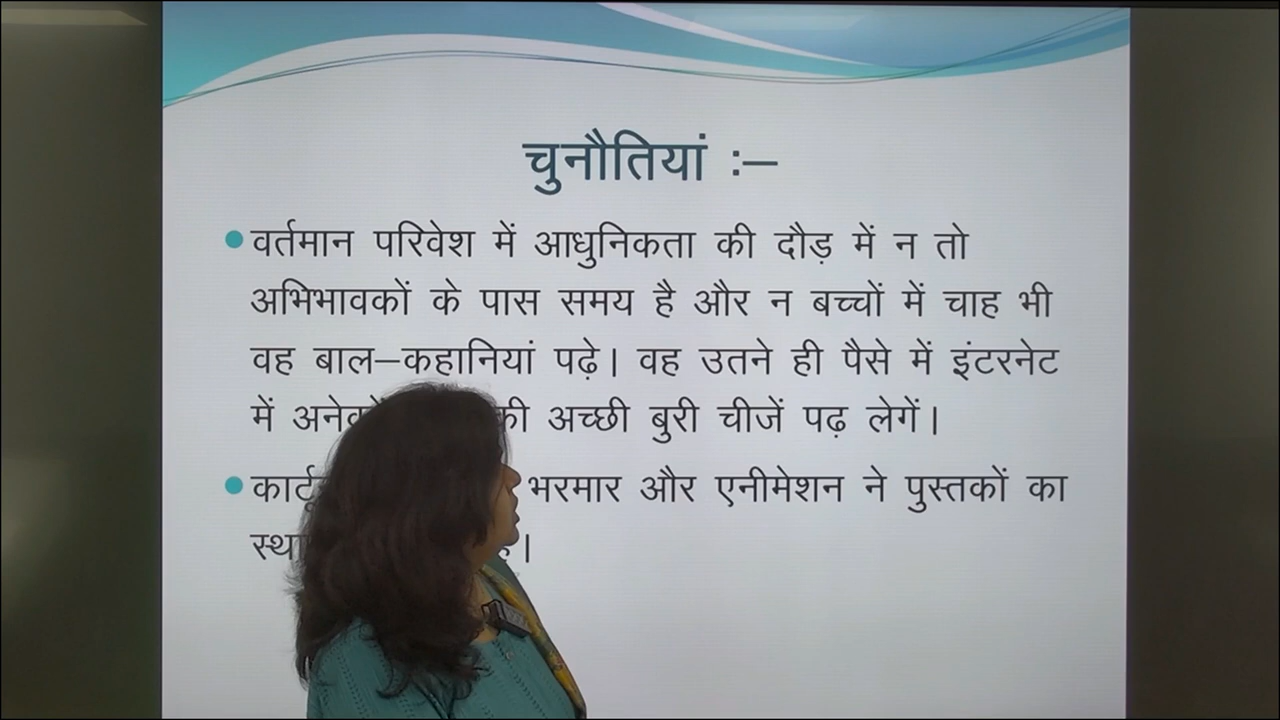 चुनौतियां :–
वर्तमान परिवेश में आधुनिकता की दौड़ में न तो
अभिभावकों के पास समय है और न बच्चों में चाह भी
वह बाल–कहानियां पढ़े। वह उतने ही पैसे में इंटरनेट
में की अच्छी बुरी चीजें पढ़ लेगें।
भरमार और एनीमेशन ने पुस्तकों का